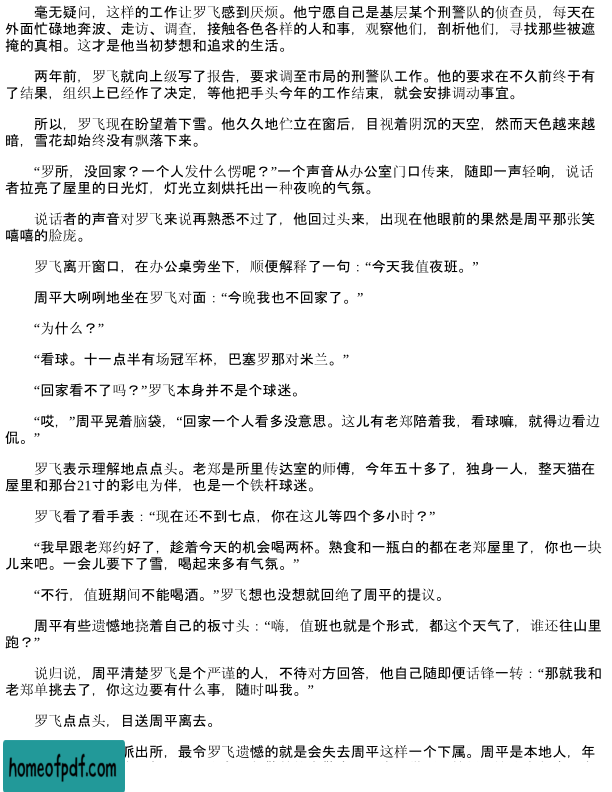 毫无疑问，这样的工作让罗飞感到厌烦。他宁愿自己是基层某个刑警队的侦查员，每天在
外面忙碌地奔波、走访、调查，接触各色各样的人和事，观察他们，剖析他们，寻找那些被遮
掩的真相。这才是他当初梦想和追求的生活。
两年前，罗飞就向上级写了报告，要求调至市局的刑警队工作。他的要求在不久前终于有
了结果，组织上已经作了决定，等他把手头今年的工作结束，就会安排调动事宜。
所以，罗飞现在盼望着下雪。他久久地伫立在窗后，目视着阴沉的天空，然而天色越来越
暗，雪花却始终没有飘落下来。
“罗所，没回家？一个人发什么愣呢？”一个声音从办公室门口传来，随即一声轻响，说话
者拉亮了屋里的日光灯，灯光立刻烘托出一种夜晚的气氛。
说话者的声音对罗飞来说再熟悉不过了，他回过头来，出现在他眼前的果然是周平那张笑
嘻嘻的脸庞。
罗飞离开窗口，在办公桌旁坐下，顺便解释了一句：“今天我值夜班。”
周平大咧咧地坐在罗飞对面：“今晚我也不回家了。”
“为什么？”
“看球。十一点半有场冠军杯，巴塞罗那对米兰。”
“回家看不了吗？”罗飞本身并不是个球迷。
“哎，”周平晃着脑袋，“回家一个人看多没意思。这儿有老郑陪着我，看球嘛，就得边看边
侃。”
罗飞表示理解地点点头。老郑是所里传达室的师傅，今年五十多了，独身一人，整天猫在
屋里和那台21寸的彩电为伴，也是一个铁杆球迷。
罗飞看了看手表：“现在还不到七点，你在这儿等四个多小时？”
“我早跟老郑约好了，趁着今天的机会喝两杯。熟食和一瓶白的都在老郑屋里了，你也一块
儿来吧。一会儿要下了雪，喝起来多有气氛。”
“不行，值班期间不能喝酒。”罗飞想也没想就回绝了周平的提议。
周平有些遗憾地挠着自己的板寸头：“嗨，值班也就是个形式，都这个天气了，谁还往山里
跑？”
说归说，周平清楚罗飞是个严谨的人，不待对方回答，他自己随即便话锋一转：“那就我和
老郑单挑去了，你这边要有什么事，随时叫我。”
罗飞点点头，目送周平离去。
派出所，最令罗飞遗憾的就是会失去周平这样一个下属。周平是本地人，年
homeofpdf.com